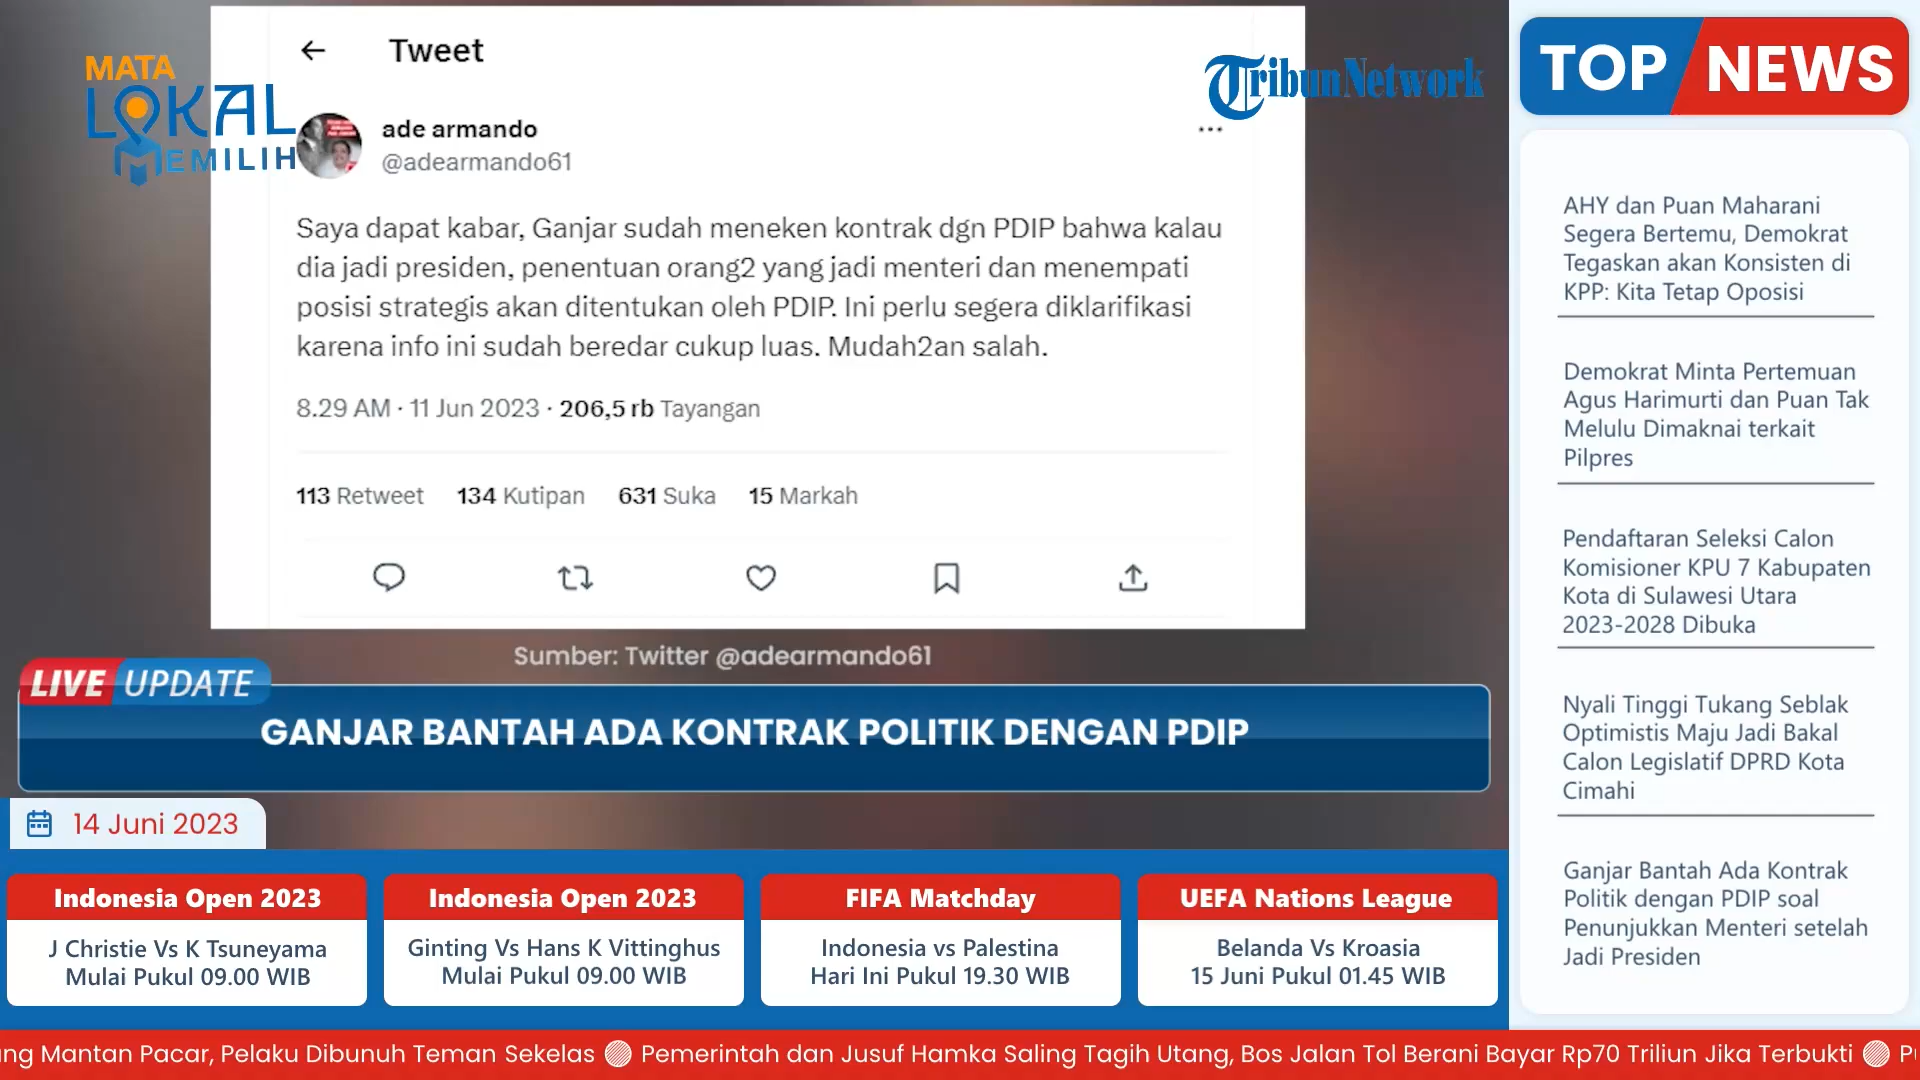 Tweet
MATA
LOKAL
MEMILIH
TribunNetwork
ade armando
@adearmando61
Saya dapat kabar, Ganjar sudah meneken kontrak dgn PDIP bahwa kalau
dia jadi presiden, penentuan orang2 yang jadi menteri dan menempati
posisi strategis akan ditentukan oleh PDIP. Ini perlu segera diklarifikasi
karena info ini sudah beredar cukup luas. Mudah2an salah.
8.29 AM · 11 Jun 2023 · 206,5 rb Tayangan
113 Retweet 134 Kutipan 631 Suka 15 Markah
Sumber: Twitter @adearmando61
LIVE UPDATE
GANJAR BANTAH ADA KONTRAK POLITIK DENGAN PDIP
14 Juni 2023
Indonesia Open 2023
J Christie Vs K Tsuneyama
Mulai Pukul 09.00 WIB
Indonesia Open 2023
Ginting Vs Hans K Vittinghus
Mulai Pukul 09.00 WIB
FIFA Matchday
Indonesia vs Palestina
Hari Ini Pukul 19.30 WIB
UEFA Nations League
Belanda Vs Kroasia
15 Juni Pukul 01.45 WIB
TOP NEWS
AHY dan Puan Maharani
Segera Bertemu, Demokrat
Tegaskan akan Konsisten di
KPP: Kita Tetap Oposisi
Demokrat Minta Pertemuan
Agus Harimurti dan Puan Tak
Melulu Dimaknai terkait
Pilpres
Pendaftaran Seleksi Calon
Komisioner KPU 7 Kabupaten
Kota di Sulawesi Utara
2023-2028 Dibuka
Nyali Tinggi Tukang Seblak
Optimistis Maju Jadi Bakal
Calon Legislatif DPRD Kota
Cimahi
Ganjar Bantah Ada Kontrak
Politik dengan PDIP soal
Penunjukkan Menteri setelah
Jadi Presiden
ng Mantan Pacar, Pelaku Dibunuh Teman Sekelas Pemerintah dan Jusuf Hamka Saling Tagih Utang, Bos Jalan Tol Berani Bayar Rp70 Triliun Jika Terbukti